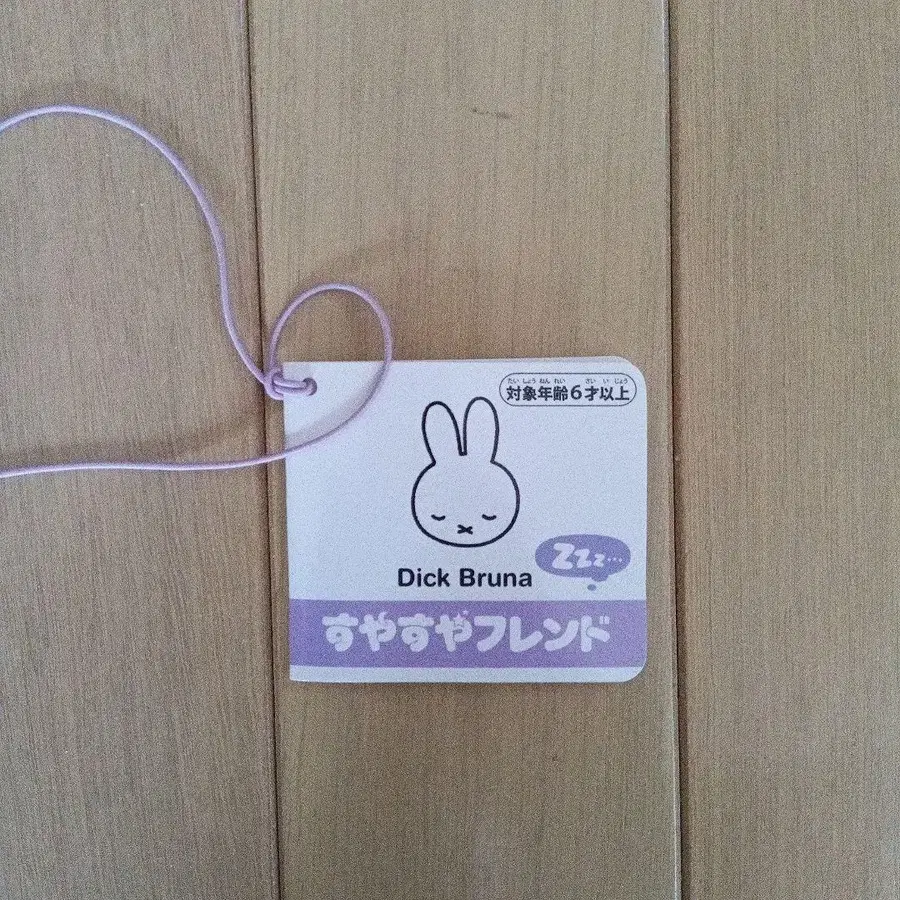 対象年齢6才以上
たいしょうねんれい さいいじょう
Dick Bruna
Zzz...
すやすやフレンド